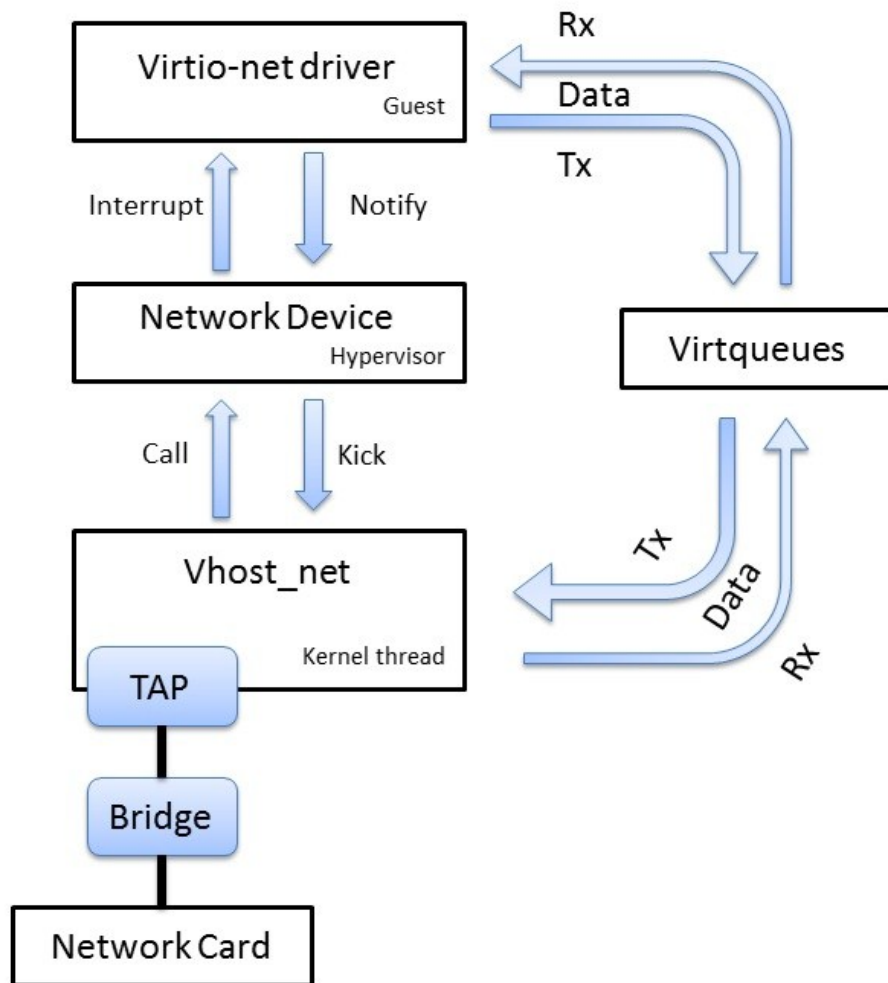 Virtio-net driver
Guest
Rx
Data
Tx
Interrupt
Notify
Network Device
Hypervisor
Virtqueues
Call
Kick
Vhost_net
Kernel thread
Tx
Data
Rx
TAP
Bridge
Network Card